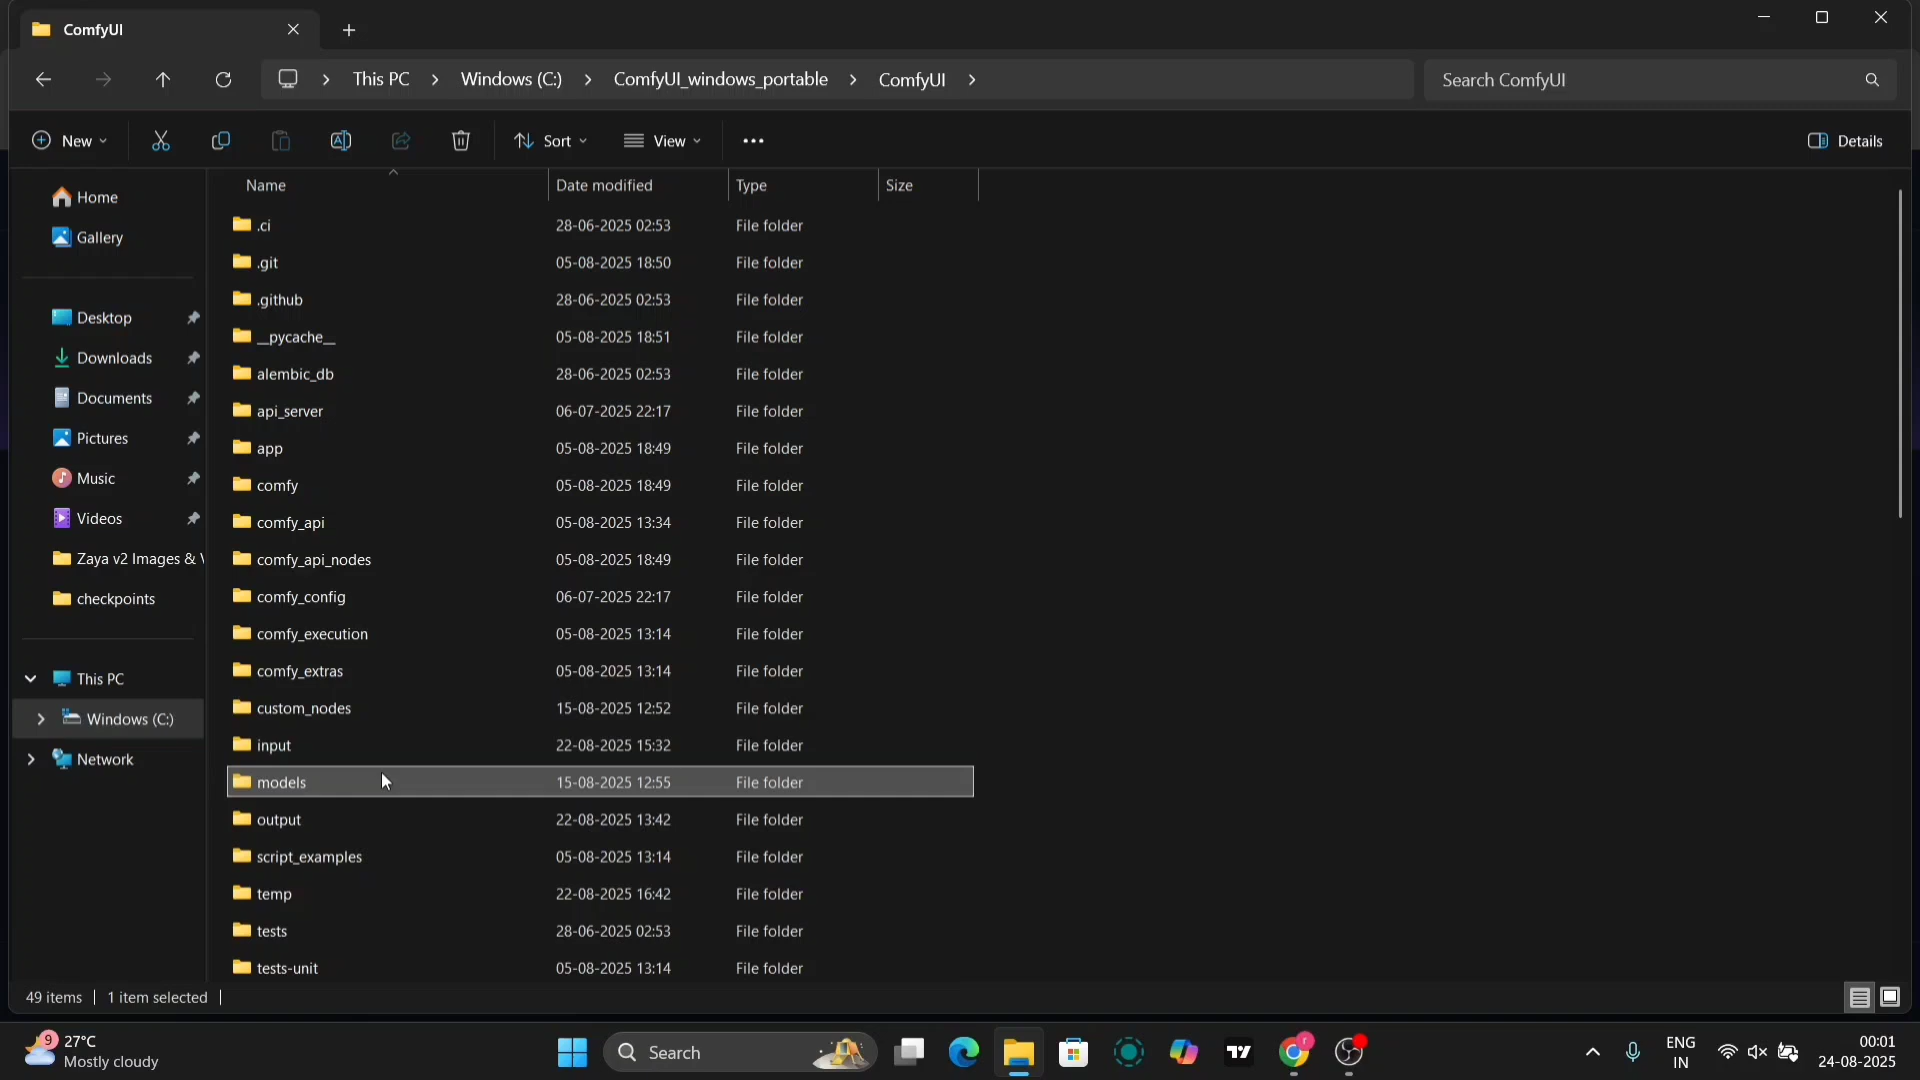 ComfyUI
This PC
Windows (C:)
ComfyUI_windows_portable
ComfyUI
Search ComfyUI
New
Sort
View
Details
Name Date modified Type Size
.ci 28-06-2025 02:53 File folder
.git 05-08-2025 18:50 File folder
.github 28-06-2025 02:53 File folder
__pycache__ 05-08-2025 18:51 File folder
alembic_db 28-06-2025 02:53 File folder
api_server 06-07-2025 22:17 File folder
app 05-08-2025 18:49 File folder
comfy 05-08-2025 18:49 File folder
comfy_api 05-08-2025 13:34 File folder
comfy_api_nodes 05-08-2025 18:49 File folder
comfy_config 06-07-2025 22:17 File folder
comfy_execution 05-08-2025 13:14 File folder
comfy_extras 05-08-2025 13:14 File folder
custom_nodes 15-08-2025 12:52 File folder
input 22-08-2025 15:32 File folder
models 15-08-2025 12:55 File folder
output 22-08-2025 13:42 File folder
script_examples 05-08-2025 13:14 File folder
temp 22-08-2025 16:42 File folder
tests 28-06-2025 02:53 File folder
tests-unit 05-08-2025 13:14 File folder
Home
Gallery
Desktop
Downloads
Documents
Pictures
Music
Videos
Zaya v2 Images &
checkpoints
This PC
Windows (C:)
Network
49 items
1 item selected
9
27°C
Mostly cloudy
Search
r
ENG
IN
00:01
24-08-2025